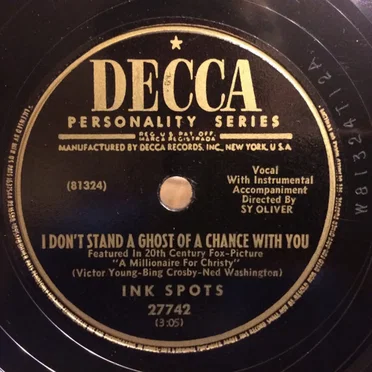 DECCA
PERSONALITY SERIES
REG. U.S. PAT. OFF.
MARCA REGISTRADA
MANUFACTURED BY DECCA RECORDS, INC., NEW YORK, U S A
(81324)
Vocal
With Instrumental
Accompaniment
Directed By
SY OLIVER
I DON'T STAND A GHOST OF A CHANCE WITH YOU
Featured In 20th Century Fox-Picture
"A Millionaire For Christy"
(Victor Young-Bing Crosby-Ned Washington)
INK SPOTS
27742
(3:05)
W81324T12A